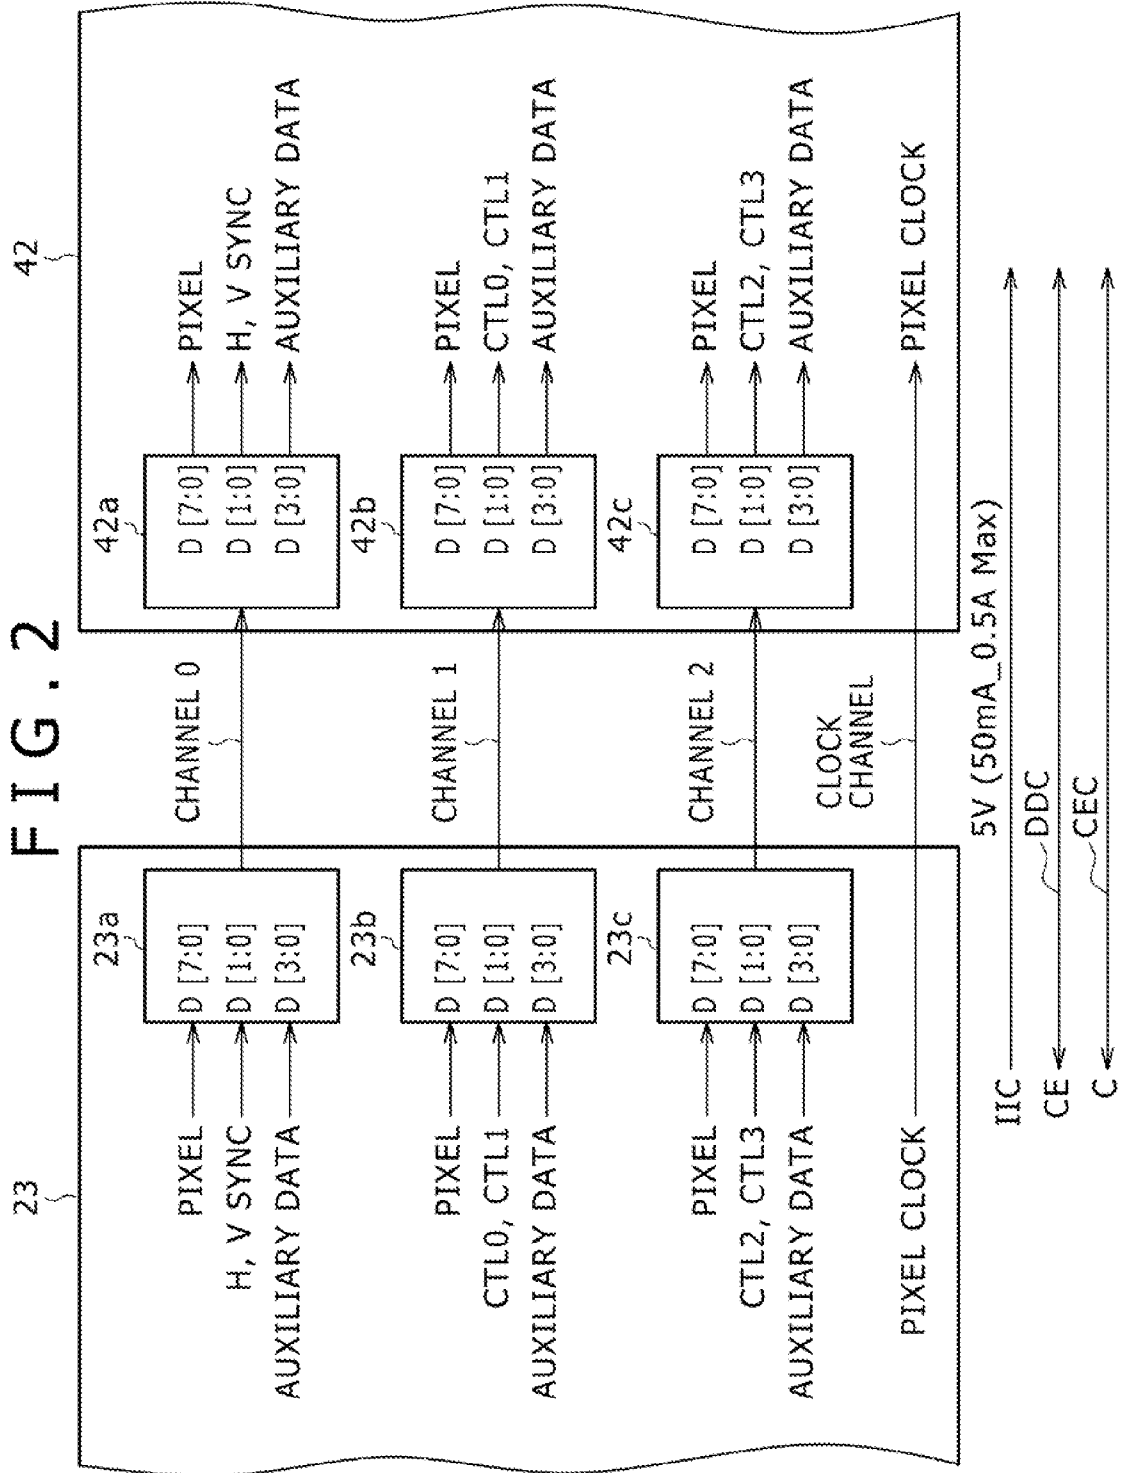 FIG. 2
23
42
23a
42a
PIXEL
D [7:0]
D [7:0]
PIXEL
H, V SYNC
D [1:0]
CHANNEL 0
D [1:0]
H, V SYNC
AUXILIARY DATA
D [3:0]
D [3:0]
AUXILIARY DATA
23b
42b
PIXEL
D [7:0]
D [7:0]
PIXEL
CTL0, CTL1
D [1:0]
CHANNEL 1
D [1:0]
CTL0, CTL1
AUXILIARY DATA
D [3:0]
D [3:0]
AUXILIARY DATA
23c
42c
PIXEL
D [7:0]
D [7:0]
PIXEL
CTL2, CTL3
D [1:0]
CHANNEL 2
D [1:0]
CTL2, CTL3
AUXILIARY DATA
D [3:0]
D [3:0]
AUXILIARY DATA
CLOCK
CHANNEL
PIXEL CLOCK
PIXEL CLOCK
5V (50mA_0.5A Max)
IIC
DDC
CE
CEC
C